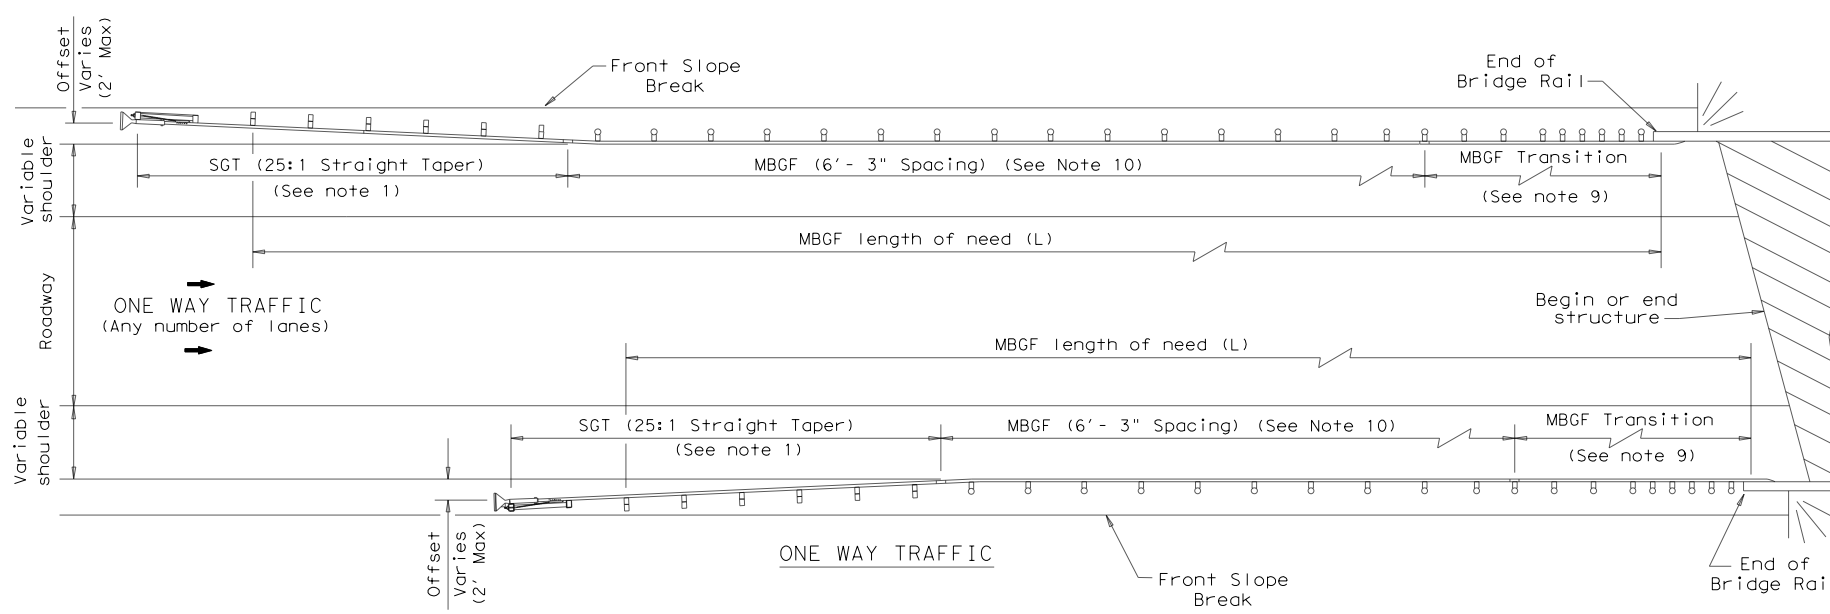 Offset
Varies
(2' Max)
Front Slope
Break
End of
Bridge Rail
Variable
shoulder
SGT (25:1 Straight Taper)
(See note 1)
MBGF (6'- 3" Spacing) (See Note 10)
MBGF Transition
(See note 9)
MBGF length of need (L)
Roadway
ONE WAY TRAFFIC
(Any number of lanes)
Begin or end
structure
MBGF length of need (L)
Variable
shoulder
SGT (25:1 Straight Taper)
(See note 1)
MBGF (6'- 3" Spacing) (See Note 10)
MBGF Transition
(See note 9)
Offset
Varies
(2' Max)
ONE WAY TRAFFIC
Front Slope
Break
End of
Bridge Rai